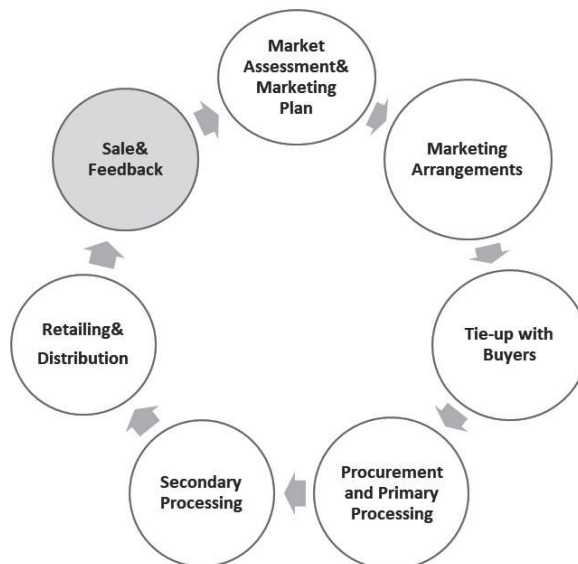 Market
Assessment&
Marketing
Plan
Marketing
Arrangements
Tie-up with
Buyers
Procurement
and Primary
Processing
Secondary
Processing
Retailing&
Distribution
Sale&
Feedback